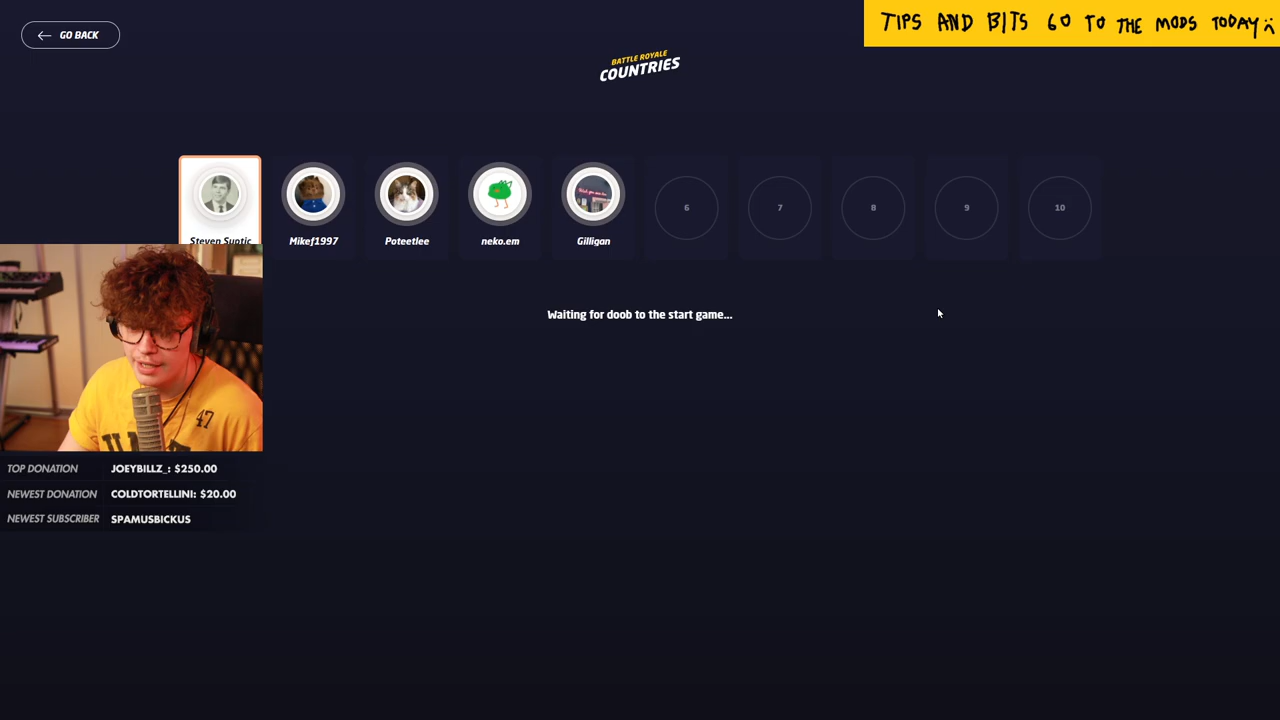 GO BACK
TIPS AND BITS GO TO THE MODS TODAY
BATTLE ROYALE
COUNTRIES
6
7
8
9
10
Steven Suptic
Mikef1997
Poteetlee
neko.em
Gilligan
Waiting for doob to the start game...
47
TOP DONATION JOEYBILLZ_: $250.00
NEWEST DONATION COLDTORTELLINI: $20.00
NEWEST SUBSCRIBER SPAMUSBICKUS